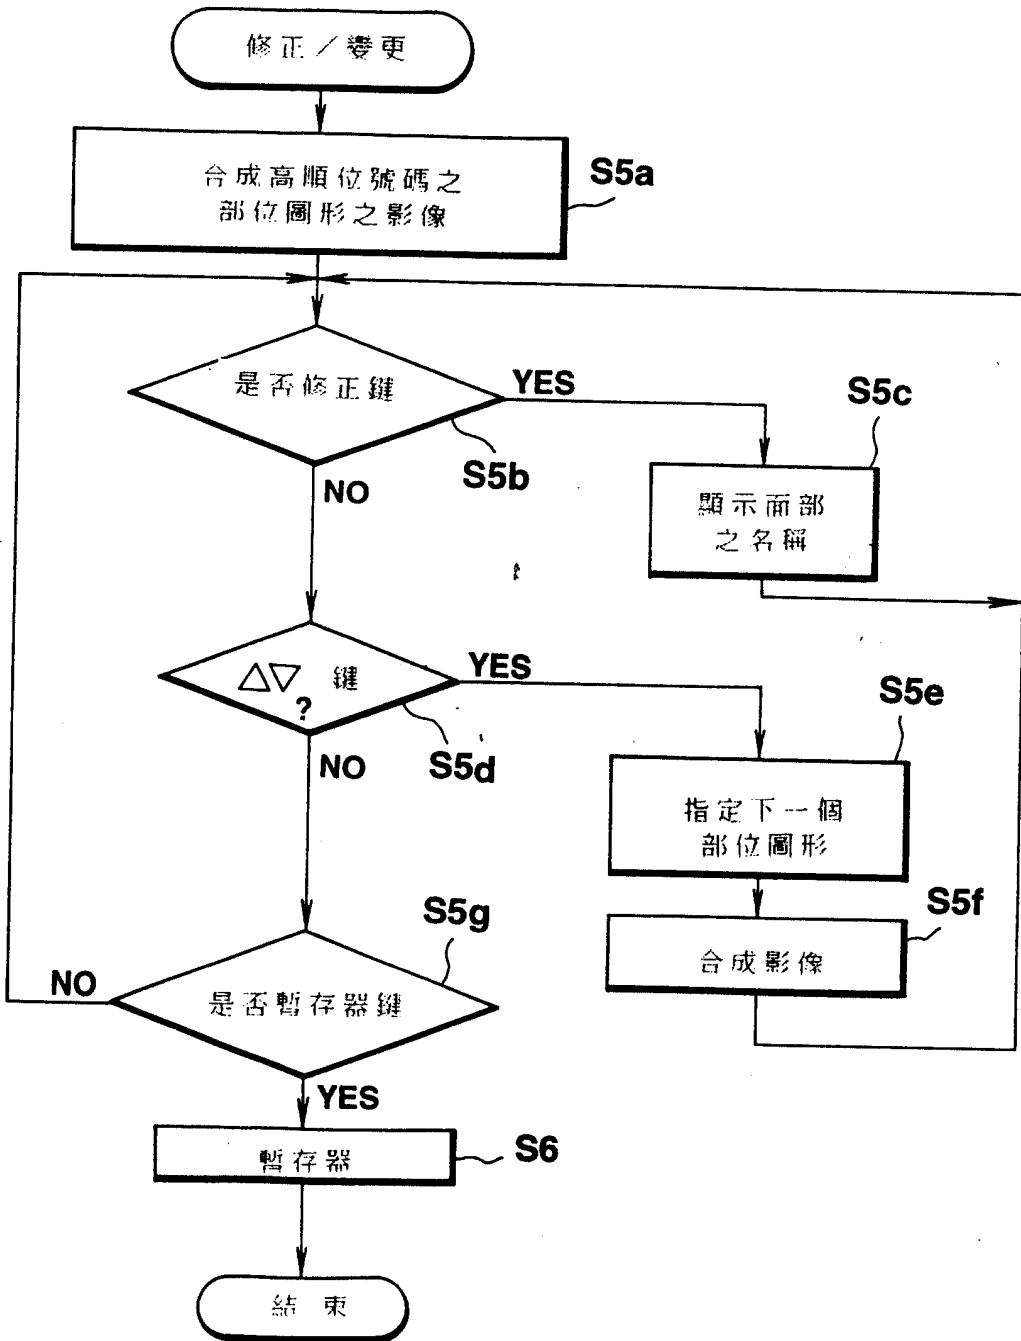 修正／變更
合成高順位號碼之
部位圖形之影像
S5a
是否修正鍵
YES
S5b
NO
S5c
顯示面部
之名稱
△▽ 鍵
?
YES
S5d
NO
S5e
指定下一個
部位圖形
S5f
合成影像
S5g
是否暫存器鍵
NO
YES
暫存器
S6
結束